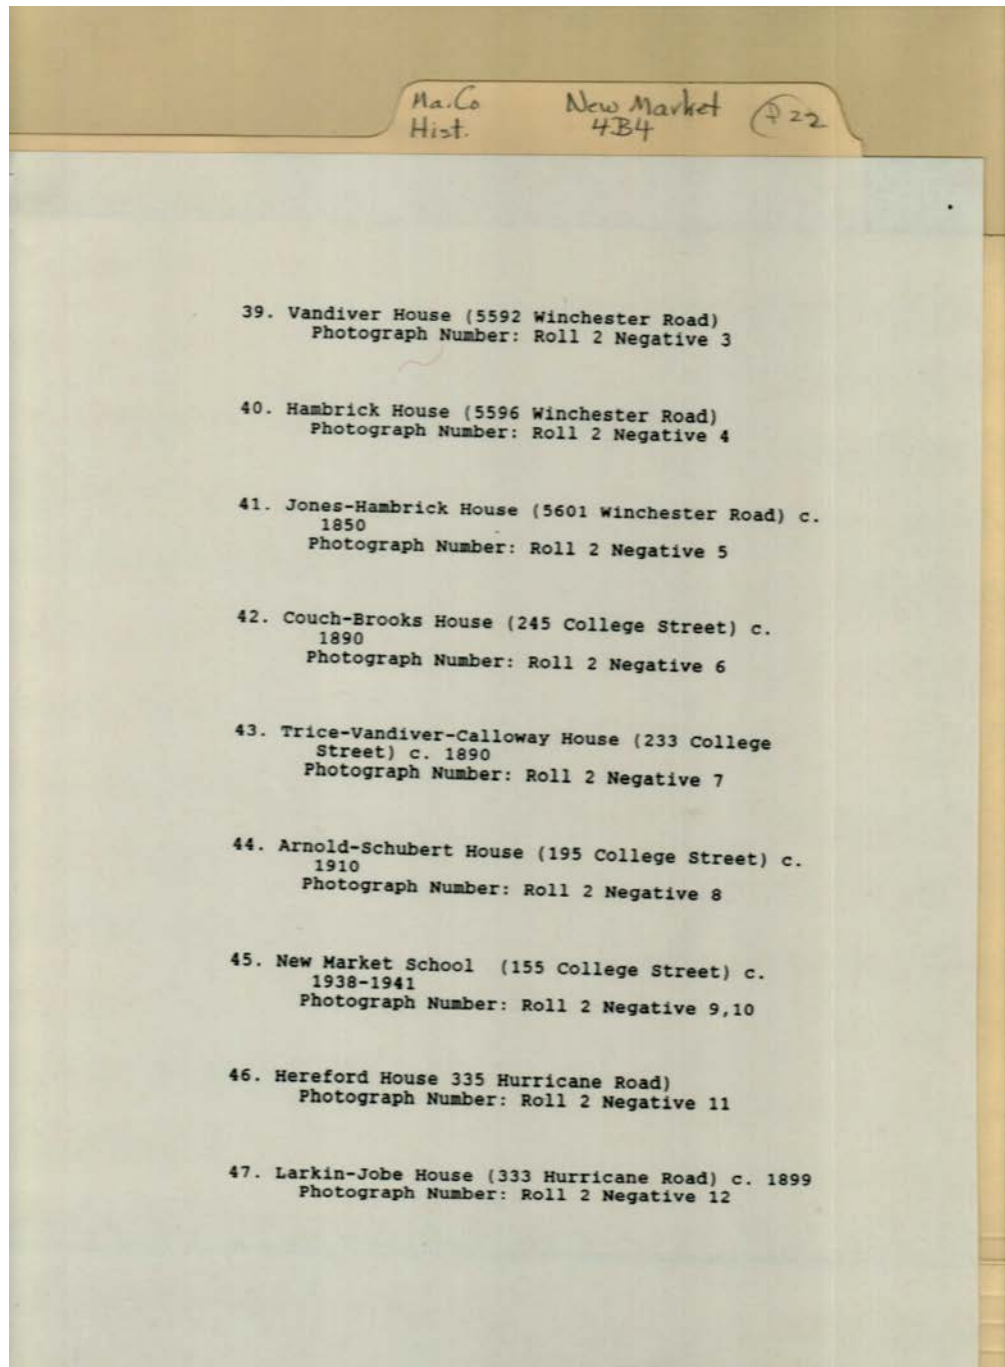 Ma.Co New Market P22
Hist. 4B4
39. Vandiver House (5592 Winchester Road)
Photograph Number: Roll 2 Negative 3
40. Hambrick House (5596 Winchester Road)
Photograph Number: Roll 2 Negative 4
41. Jones-Hambrick House (5601 Winchester Road) c.
1850
Photograph Number: Roll 2 Negative 5
42. Couch-Brooks House (245 College Street) c.
1890
Photograph Number: Roll 2 Negative 6
43. Trice-Vandiver-Calloway House (233 College
Street) c. 1890
Photograph Number: Roll 2 Negative 7
44. Arnold-Schubert House (195 College Street) c.
1910
Photograph Number: Roll 2 Negative 8
45. New Market School (155 College Street) c.
1938-1941
Photograph Number: Roll 2 Negative 9,10
46. Hereford House 335 Hurricane Road)
Photograph Number: Roll 2 Negative 11
47. Larkin-Jobe House (333 Hurricane Road) c. 1899
Photograph Number: Roll 2 Negative 12